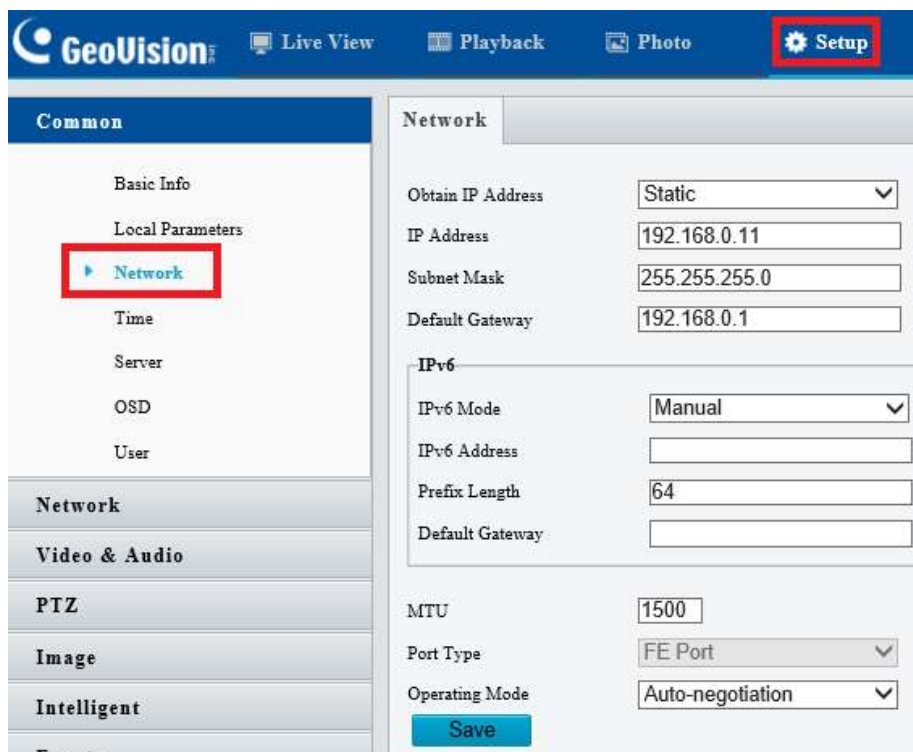 GeoVision Live View Playback Photo Setup
Common
Basic Info
Local Parameters
Network
Time
Server
OSD
User
Network
Video & Audio
PTZ
Image
Intelligent
Network
Obtain IP Address Static
IP Address 192.168.0.11
Subnet Mask 255.255.255.0
Default Gateway 192.168.0.1
IPv6
IPv6 Mode Manual
IPv6 Address
Prefix Length 64
Default Gateway
MTU 1500
Port Type FE Port
Operating Mode Auto-negotiation
Save